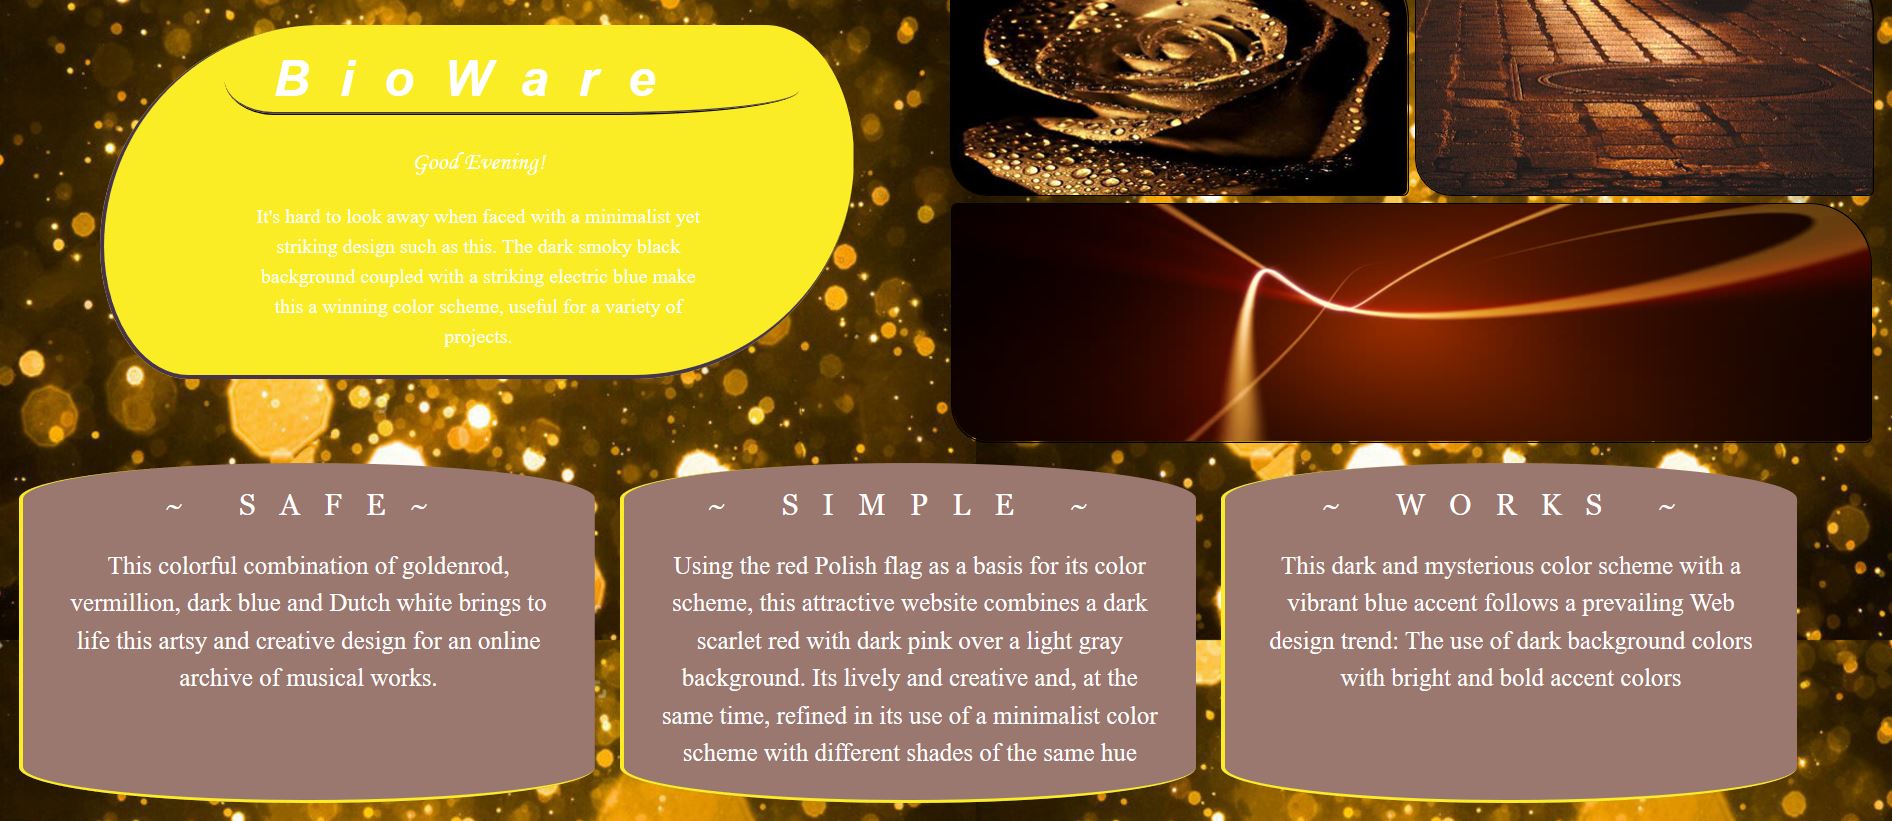 BioWare
Good Evening!
It's hard to look away when faced with a minimalist yet
striking design such as this. The dark smoky black
background coupled with a striking electric blue make
this a winning color scheme, useful for a variety of
projects.
~ SAFE ~
This colorful combination of goldenrod,
vermillion, dark blue and Dutch white brings to
life this artsy and creative design for an online
archive of musical works.
~ SIMPLE ~
Using the red Polish flag as a basis for its color
scheme, this attractive website combines a dark
scarlet red with dark pink over a light gray
background. Its lively and creative and, at the
same time, refined in its use of a minimalist color
scheme with different shades of the same hue
~ WORKS ~
This dark and mysterious color scheme with a
vibrant blue accent follows a prevailing Web
design trend: The use of dark background colors
with bright and bold accent colors